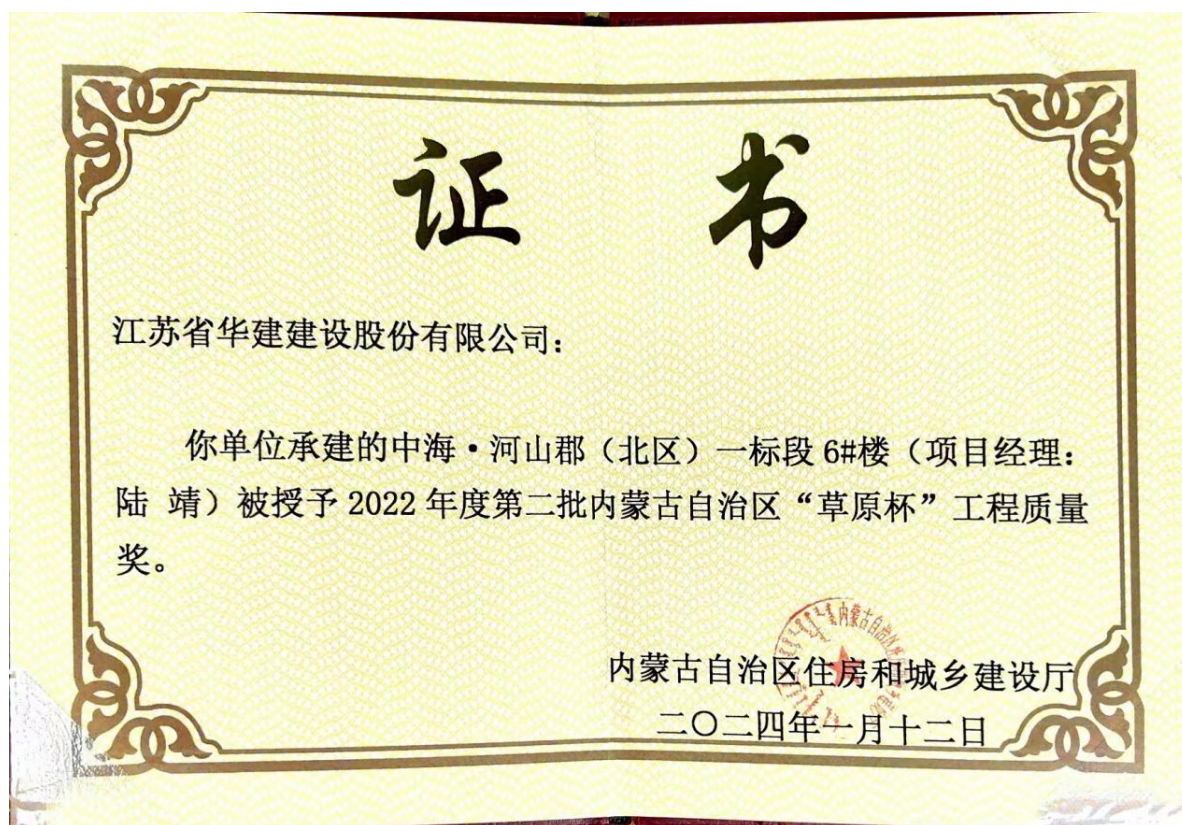 证 书
江苏省华建建设股份有限公司：
你单位承建的中海·河山郡（北区）一标段 6#楼（项目经理：
陆 靖）被授予 2022 年度第二批内蒙古自治区“草原杯”工程质量
奖。
内蒙古自治区住房和城乡建设厅
二〇二四年一月十二日